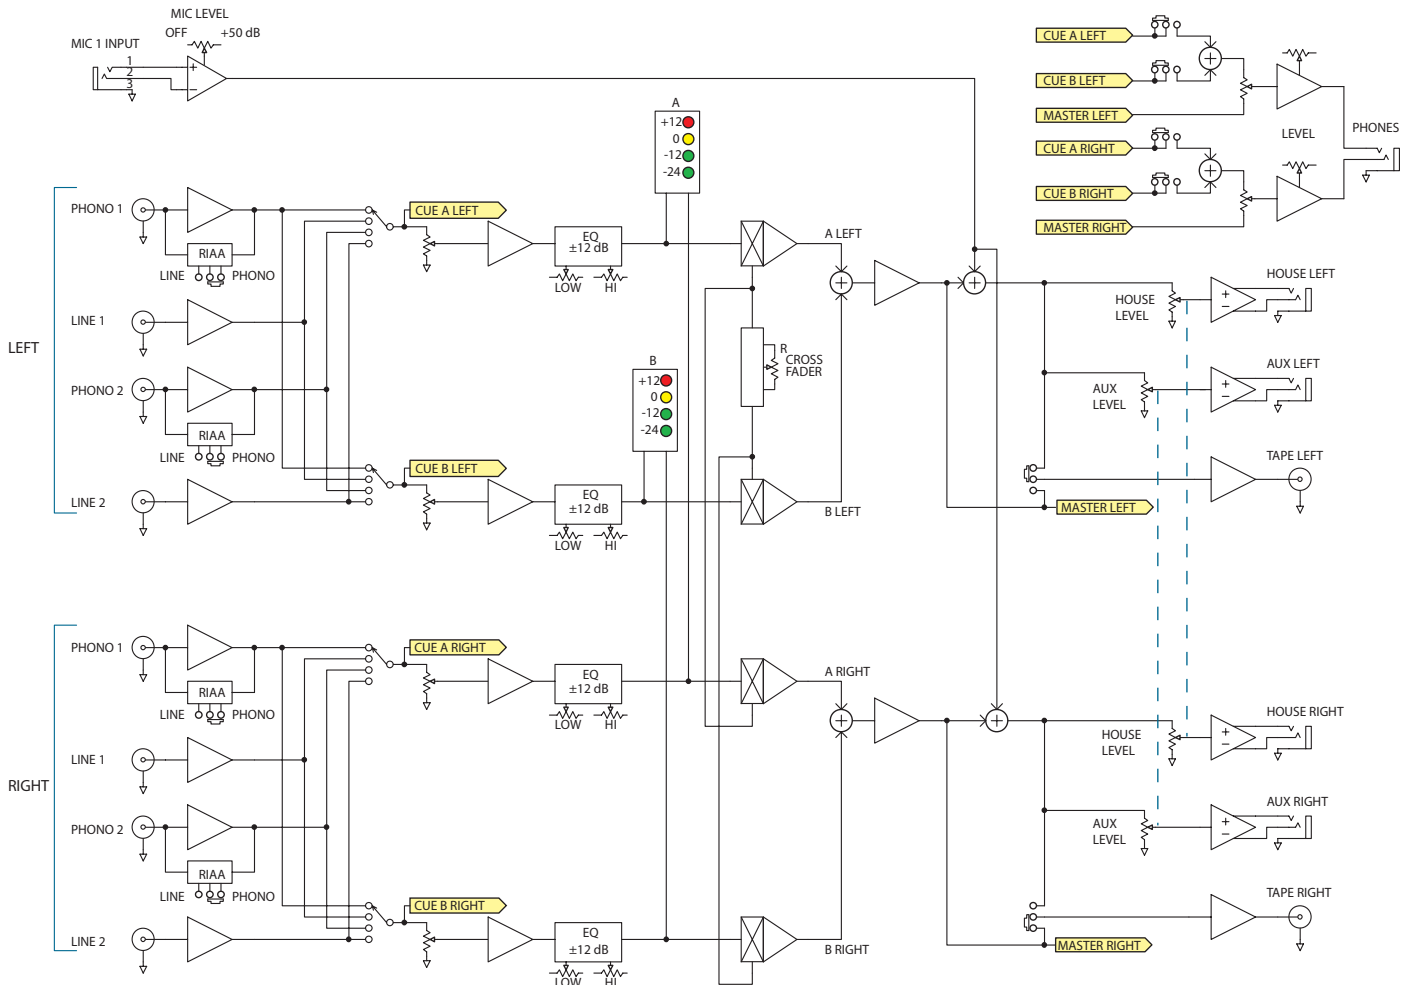 MIC LEVEL
OFF +50 dB
MIC 1 INPUT
1
2
3
+
−
A
+12
0
-12
-24
CUE A LEFT
CUE B LEFT
MASTER LEFT
CUE A RIGHT
CUE B RIGHT
MASTER RIGHT
LEVEL
PHONES
LEFT
PHONO 1
RIAA
LINE PHONO
LINE 1
PHONO 2
RIAA
LINE PHONO
LINE 2
CUE A LEFT
EQ
±12 dB
LOW HI
B
+12
0
-12
-24
CUE B LEFT
EQ
±12 dB
LOW HI
A LEFT
R
CROSS
FADER
B LEFT
HOUSE
LEVEL
+
−
HOUSE LEFT
AUX
LEVEL
+
−
AUX LEFT
TAPE LEFT
MASTER LEFT
RIGHT
PHONO 1
RIAA
LINE PHONO
LINE 1
PHONO 2
RIAA
LINE PHONO
LINE 2
CUE A RIGHT
EQ
±12 dB
LOW HI
CUE B RIGHT
EQ
±12 dB
LOW HI
A RIGHT
B RIGHT
HOUSE
LEVEL
+
−
HOUSE RIGHT
AUX
LEVEL
+
−
AUX RIGHT
TAPE RIGHT
MASTER RIGHT